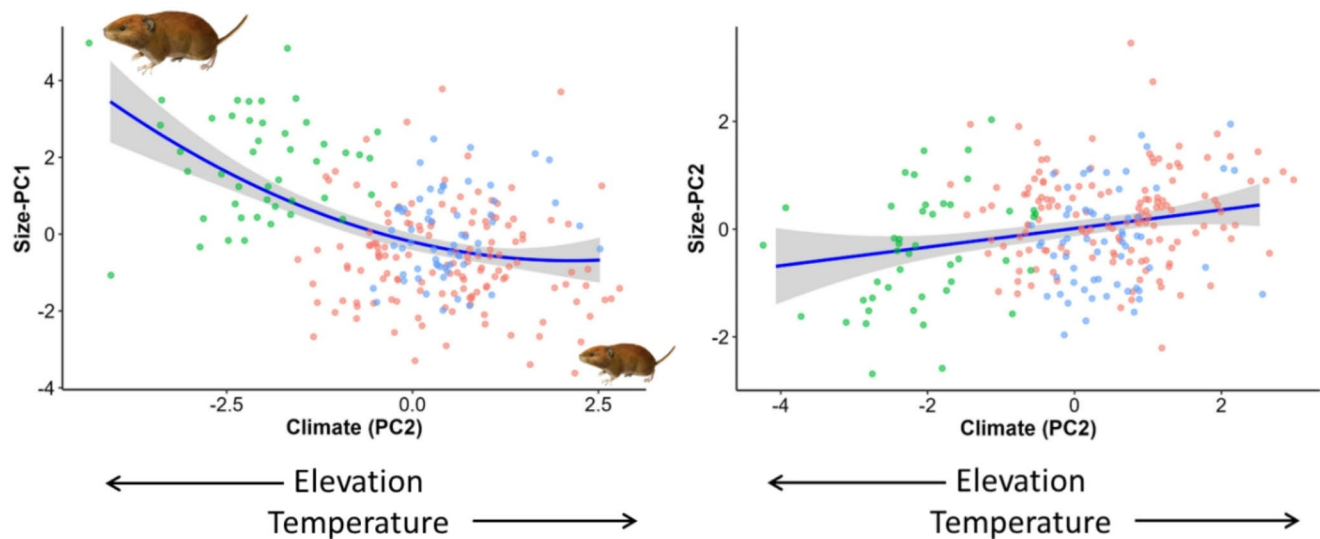 4
2
0
-2
-4
Size-PC1
-2.5
0.0
2.5
Climate (PC2)
Elevation
Temperature
2
0
-2
Size-PC2
-4
-2
0
2
Climate (PC2)
Elevation
Temperature